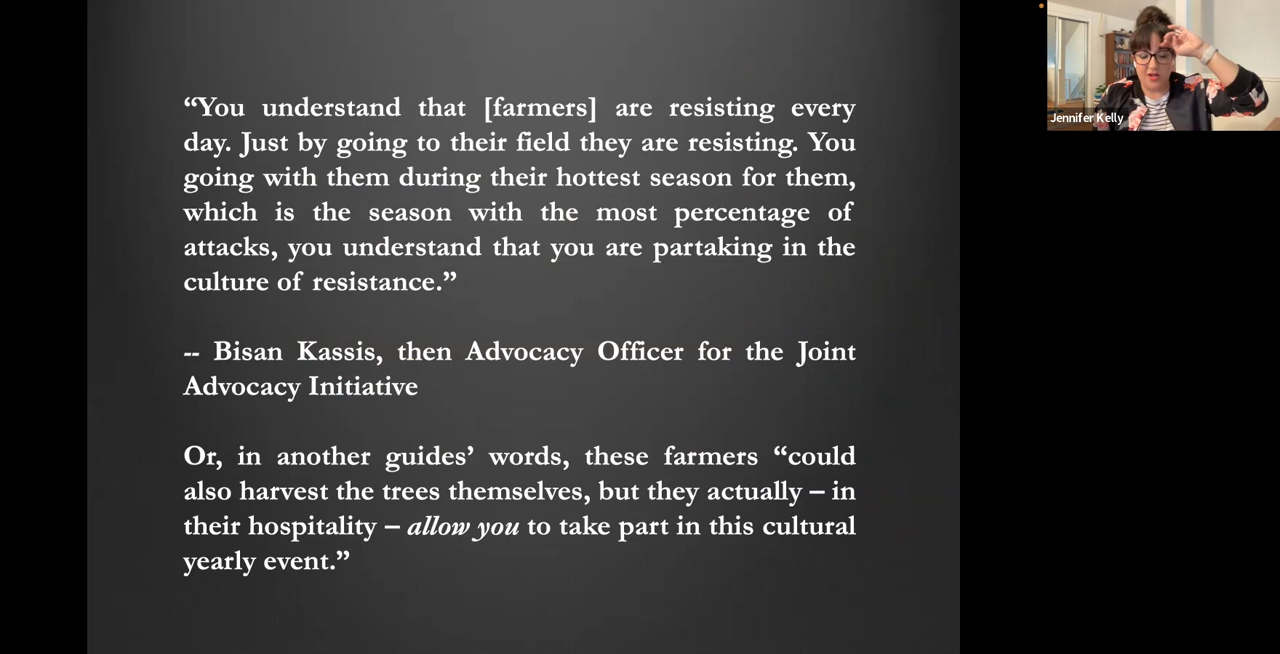 “You understand that [farmers] are resisting every
day. Just by going to their field they are resisting. You
going with them during their hottest season for them,
which is the season with the most percentage of
attacks, you understand that you are partaking in the
culture of resistance.”
-- Bisan Kassis, then Advocacy Officer for the Joint
Advocacy Initiative
Or, in another guides’ words, these farmers “could
also harvest the trees themselves, but they actually – in
their hospitality – allow you to take part in this cultural
yearly event.”
Jennifer Kelly